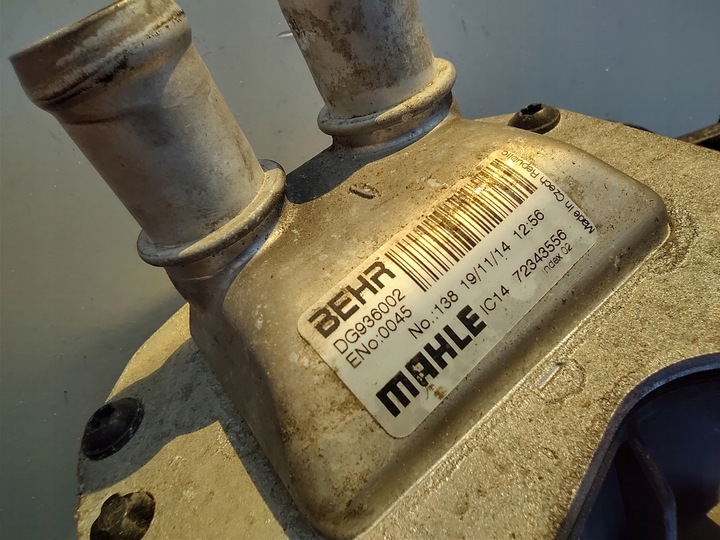 BEHR
DG936002
ENo:0045
No.:138 19/11/14 12:56
MAHLE IC14 72343556
Index 02
Made in Czech Republic